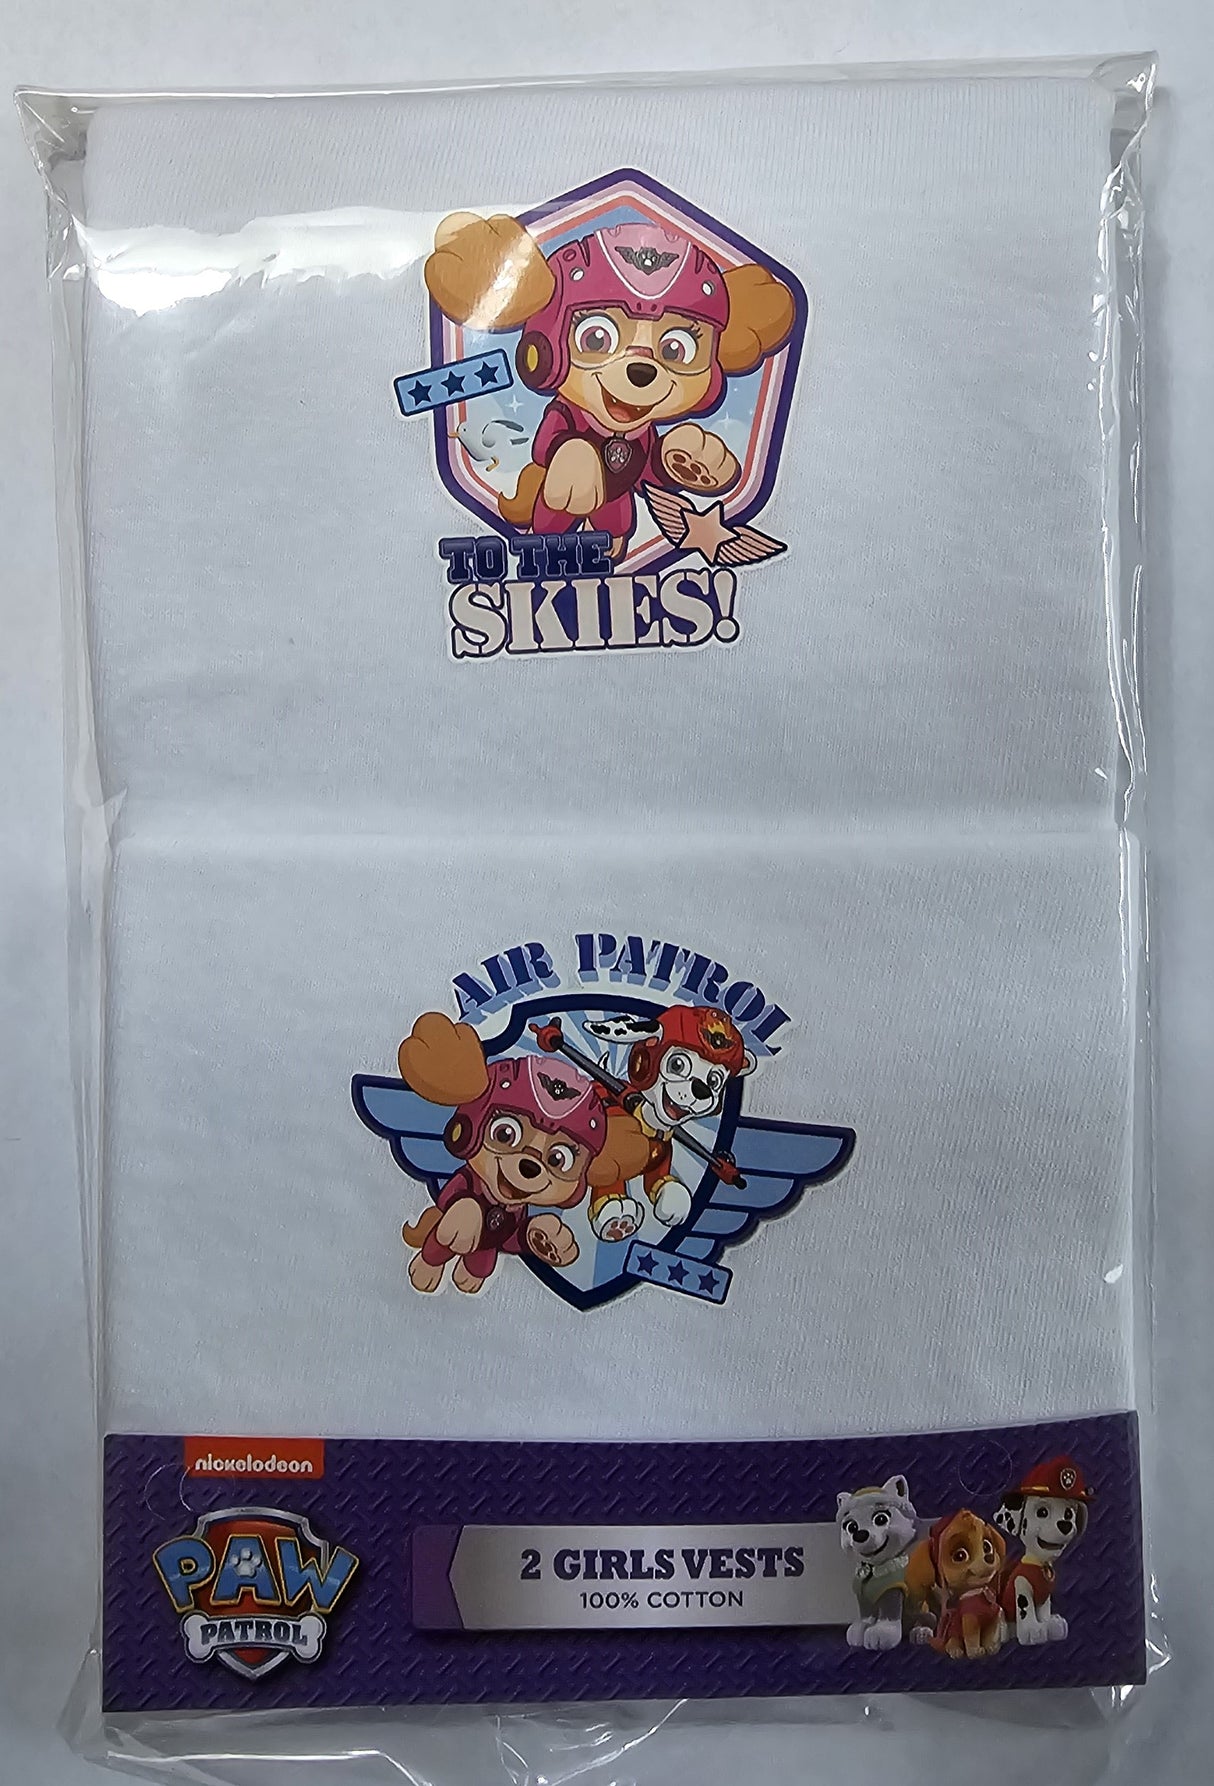 TO THE
SKIES!
AIR PATROL
nickelodeon
PAW
PATROL
2 GIRLS VESTS
100% COTTON